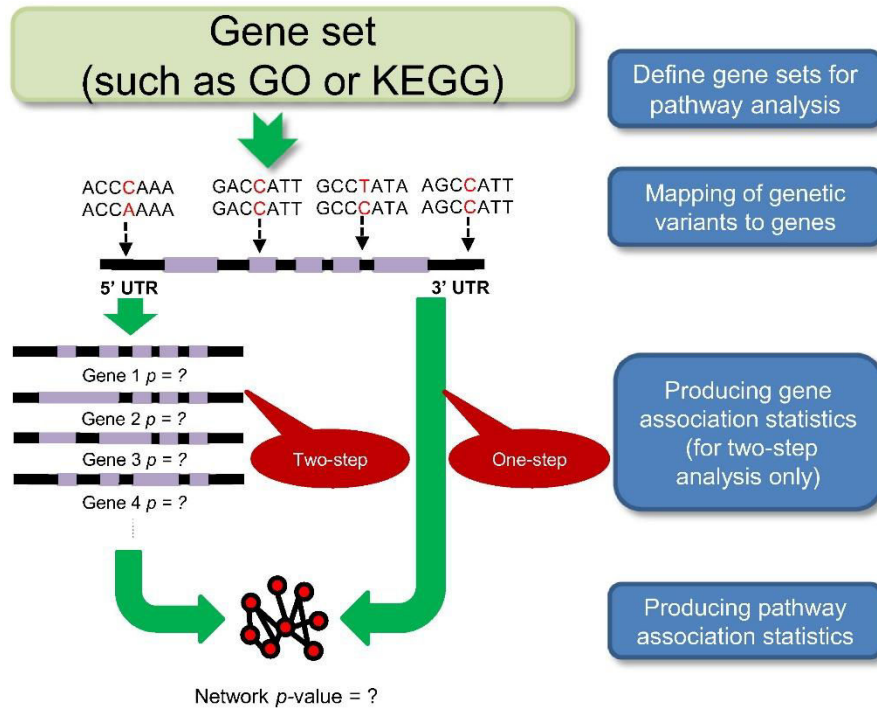 Gene set
(such as GO or KEGG)
Define gene sets for
pathway analysis
ACCCAAA GACCATT GCCTATA AGCCATT
ACCAAAA GACCATT GCCCATA AGCCATT
Mapping of genetic
variants to genes
5’ UTR 3’ UTR
Gene 1 p = ?
Gene 2 p = ?
Gene 3 p = ?
Gene 4 p = ?
Two-step
One-step
Producing gene
association statistics
(for two-step
analysis only)
Producing pathway
association statistics
Network p-value = ?